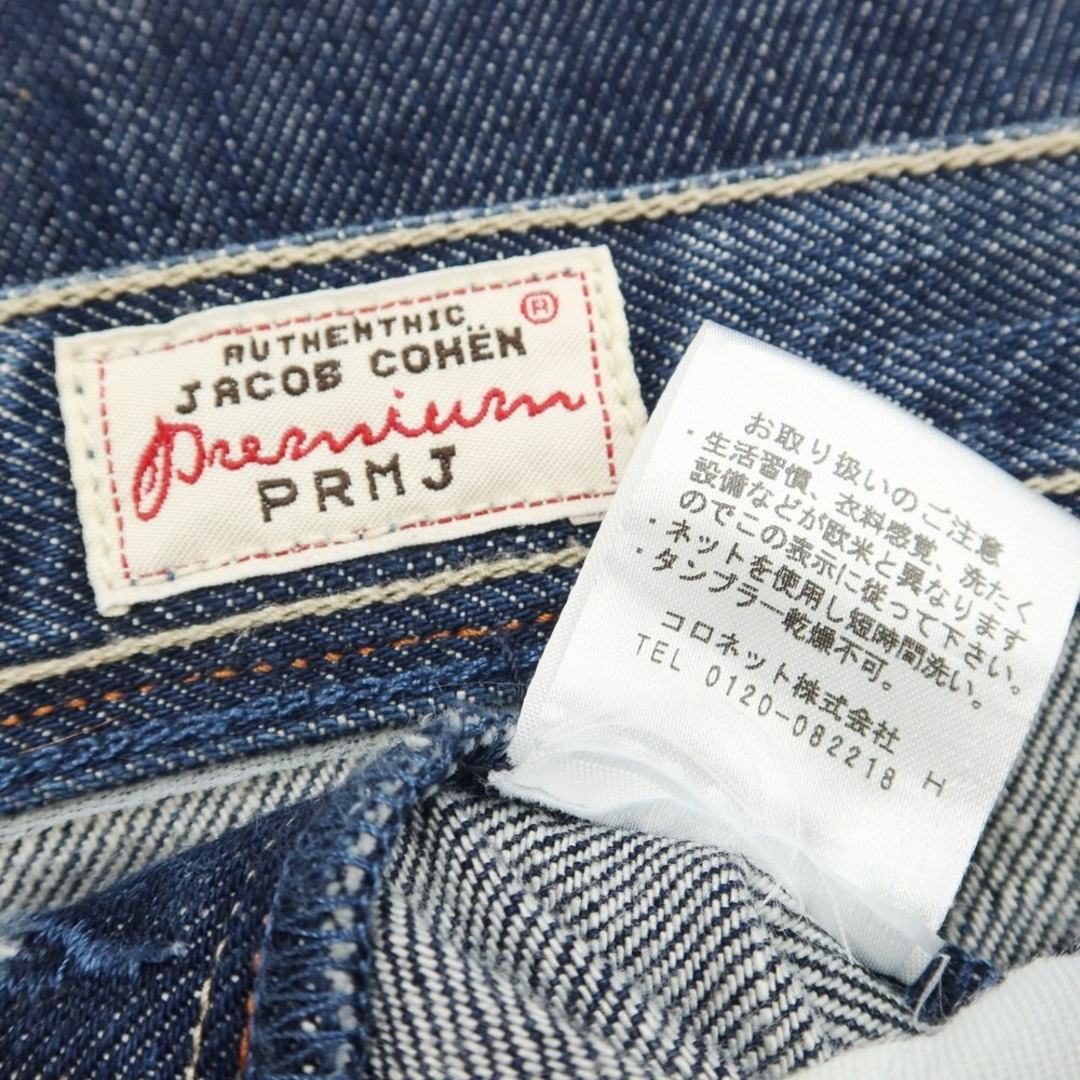 AUTHENTHIC
®
JACOB COHËN
Premium
PRMJ
お取り扱いのご注意
・生活習慣、衣料感覚、洗たく
設備などが欧米と異なります
のでこの表示に従って下さい。
・ネットを使用し短時間洗い。
・タンブラー乾燥不可。
コロネット株式会社
TEL 0120-082218 H